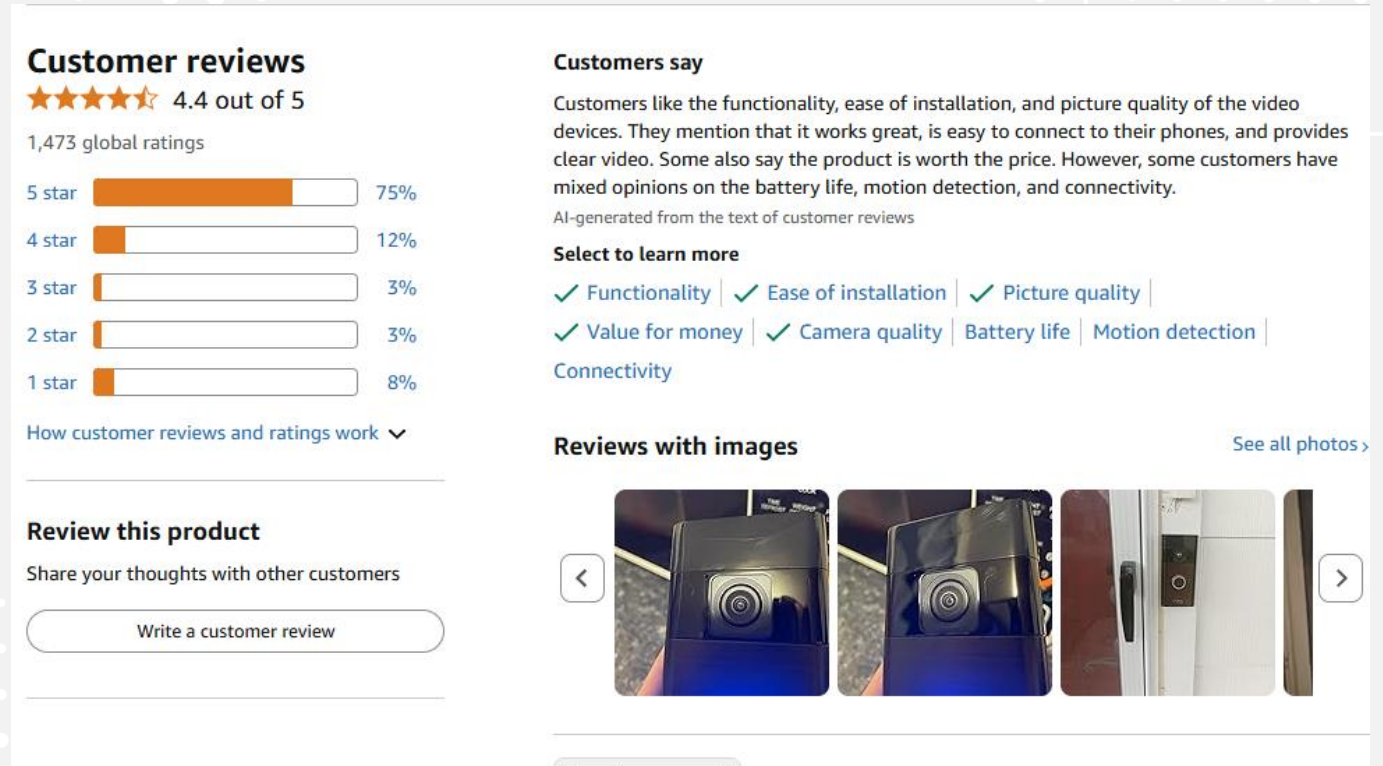 Customer reviews
4.4 out of 5
1,473 global ratings
5 star 75%
4 star 12%
3 star 3%
2 star 3%
1 star 8%
How customer reviews and ratings work
Review this product
Share your thoughts with other customers
Write a customer review
Customers say
Customers like the functionality, ease of installation, and picture quality of the video
devices. They mention that it works great, is easy to connect to their phones, and provides
clear video. Some also say the product is worth the price. However, some customers have
mixed opinions on the battery life, motion detection, and connectivity.
AI-generated from the text of customer reviews
Select to learn more
Functionality Ease of installation Picture quality
Value for money Camera quality Battery life Motion detection
Connectivity
Reviews with images
See all photos ›